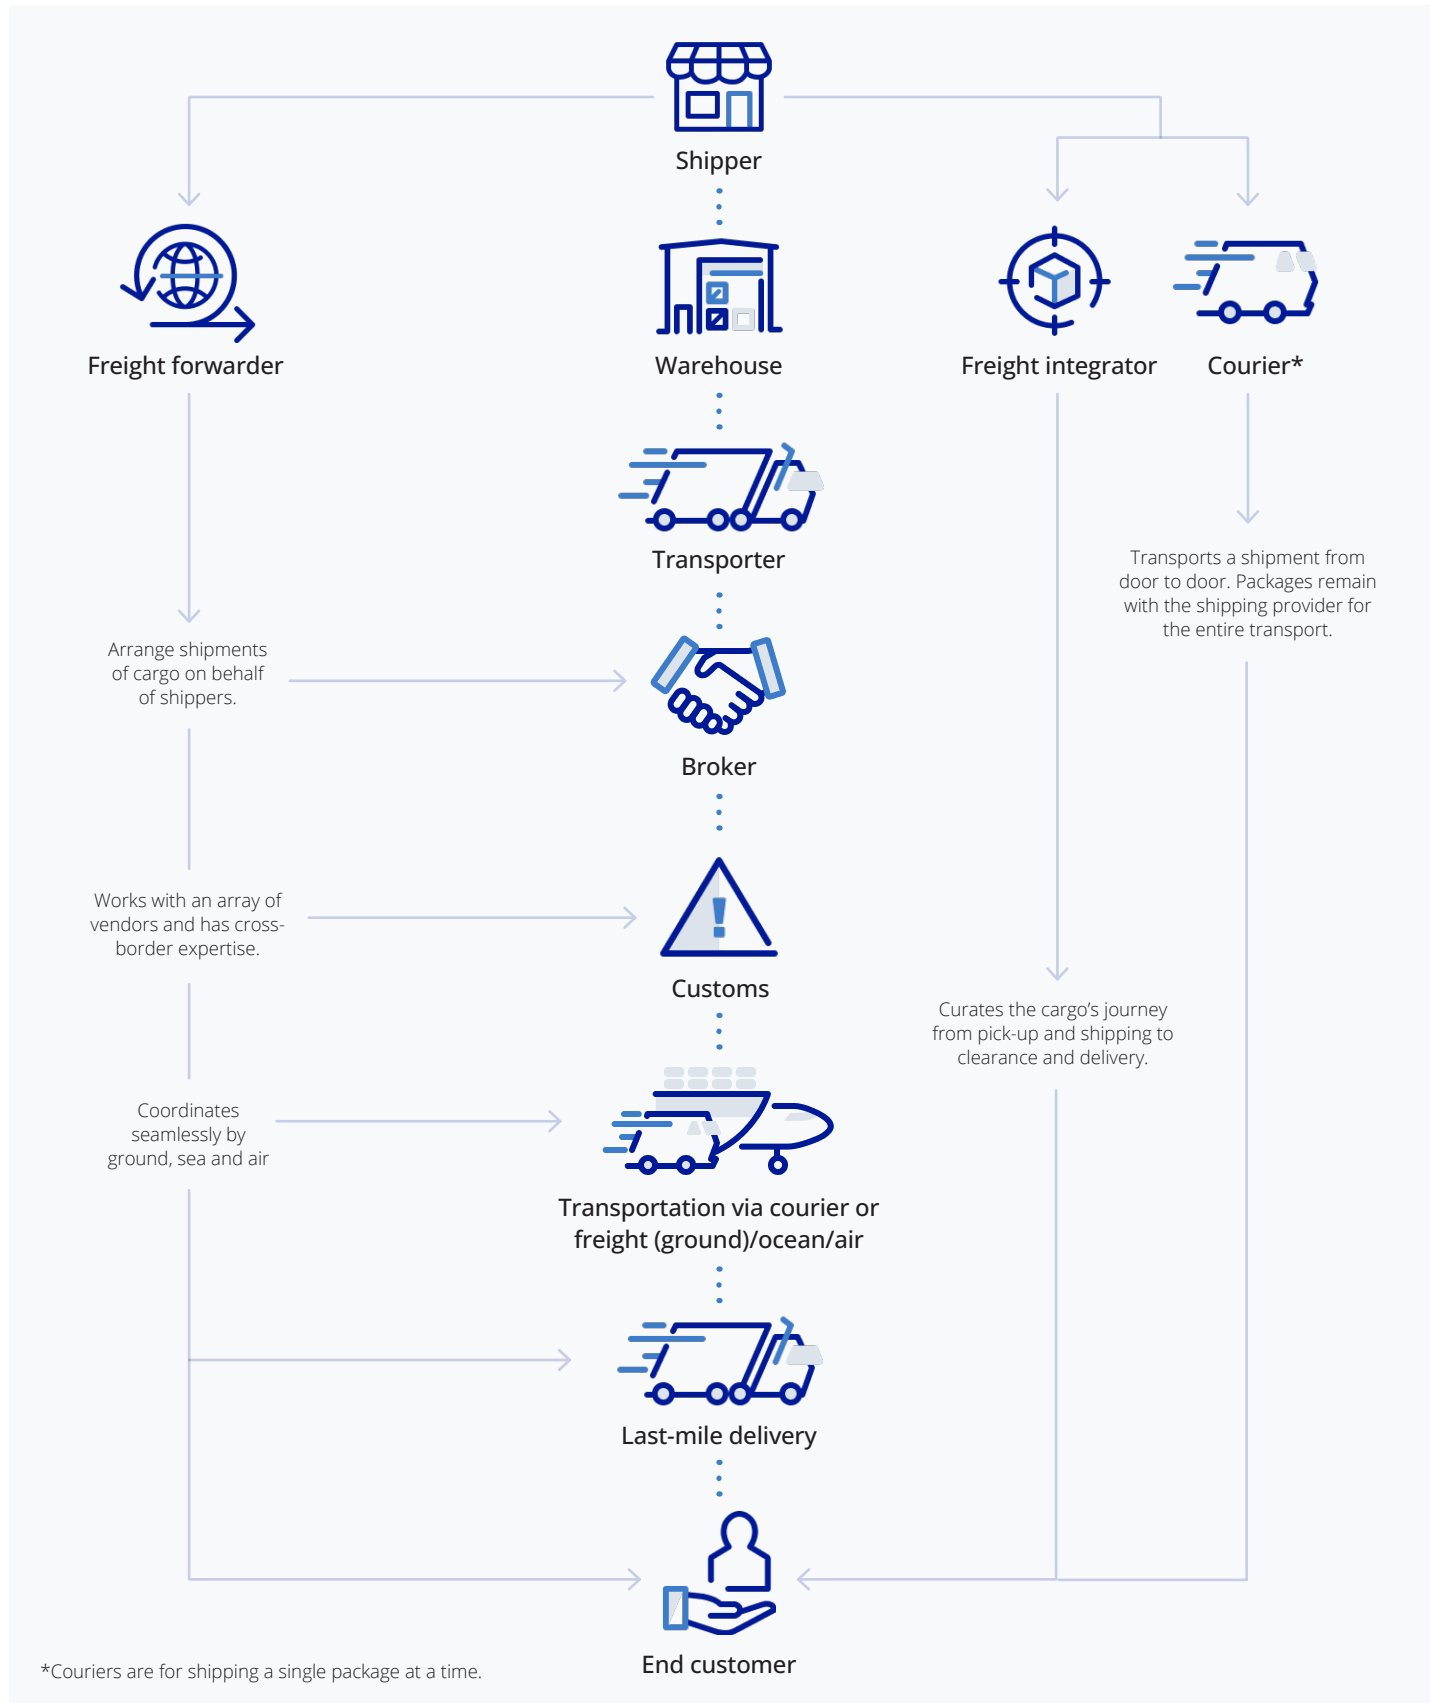 Shipper
Freight forwarder
Warehouse
Freight integrator
Courier*
Transporter
Transports a shipment from
door to door. Packages remain
with the shipping provider for
the entire transport.
Arrange shipments
of cargo on behalf
of shippers.
Broker
Works with an array of
vendors and has cross-
border expertise.
Customs
Curates the cargo’s journey
from pick-up and shipping to
clearance and delivery.
Coordinates
seamlessly by
ground, sea and air
Transportation via courier or
freight (ground)/ocean/air
Last-mile delivery
End customer
*Couriers are for shipping a single package at a time.